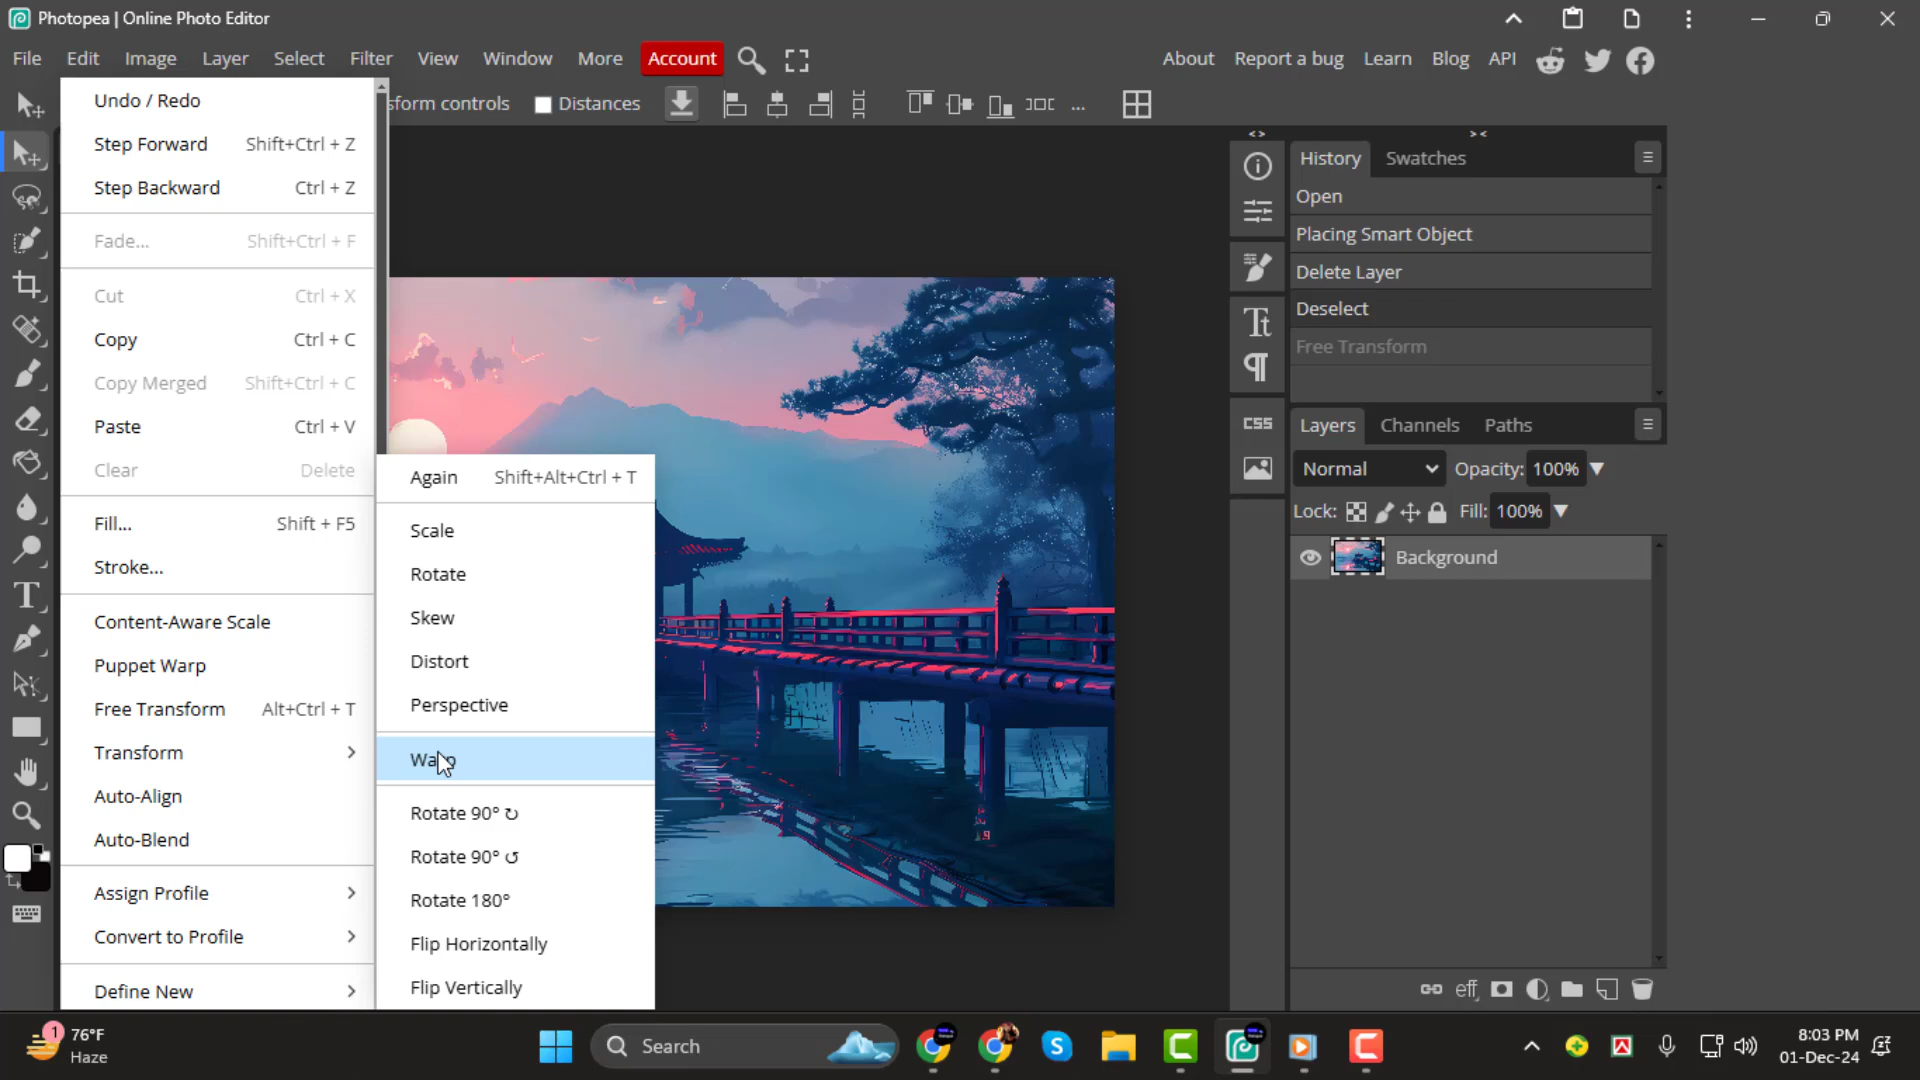 Photopea | Online Photo Editor
File Edit Image Layer Select Filter View Window More Account About Report a bug Learn Blog API
sform controls Distances ...
Undo / Redo
Step Forward Shift+Ctrl + Z
Step Backward Ctrl + Z
Fade... Shift+Ctrl + F
Cut Ctrl + X
Copy Ctrl + C
Copy Merged Shift+Ctrl + C
Paste Ctrl + V
Clear Delete
Fill... Shift + F5
Stroke...
Content-Aware Scale
Puppet Warp
Free Transform Alt+Ctrl + T
Transform
Auto-Align
Auto-Blend
Assign Profile
Convert to Profile
Define New
Again Shift+Alt+Ctrl + T
Scale
Rotate
Skew
Distort
Perspective
Warp
Rotate 90° ↻
Rotate 90° ↺
Rotate 180°
Flip Horizontally
Flip Vertically
CSS
History Swatches
Open
Placing Smart Object
Delete Layer
Deselect
Free Transform
Layers Channels Paths
Normal Opacity: 100%
Lock: Fill: 100%
Background
eff
1 76°F
Haze
Search
8:03 PM
01-Dec-24